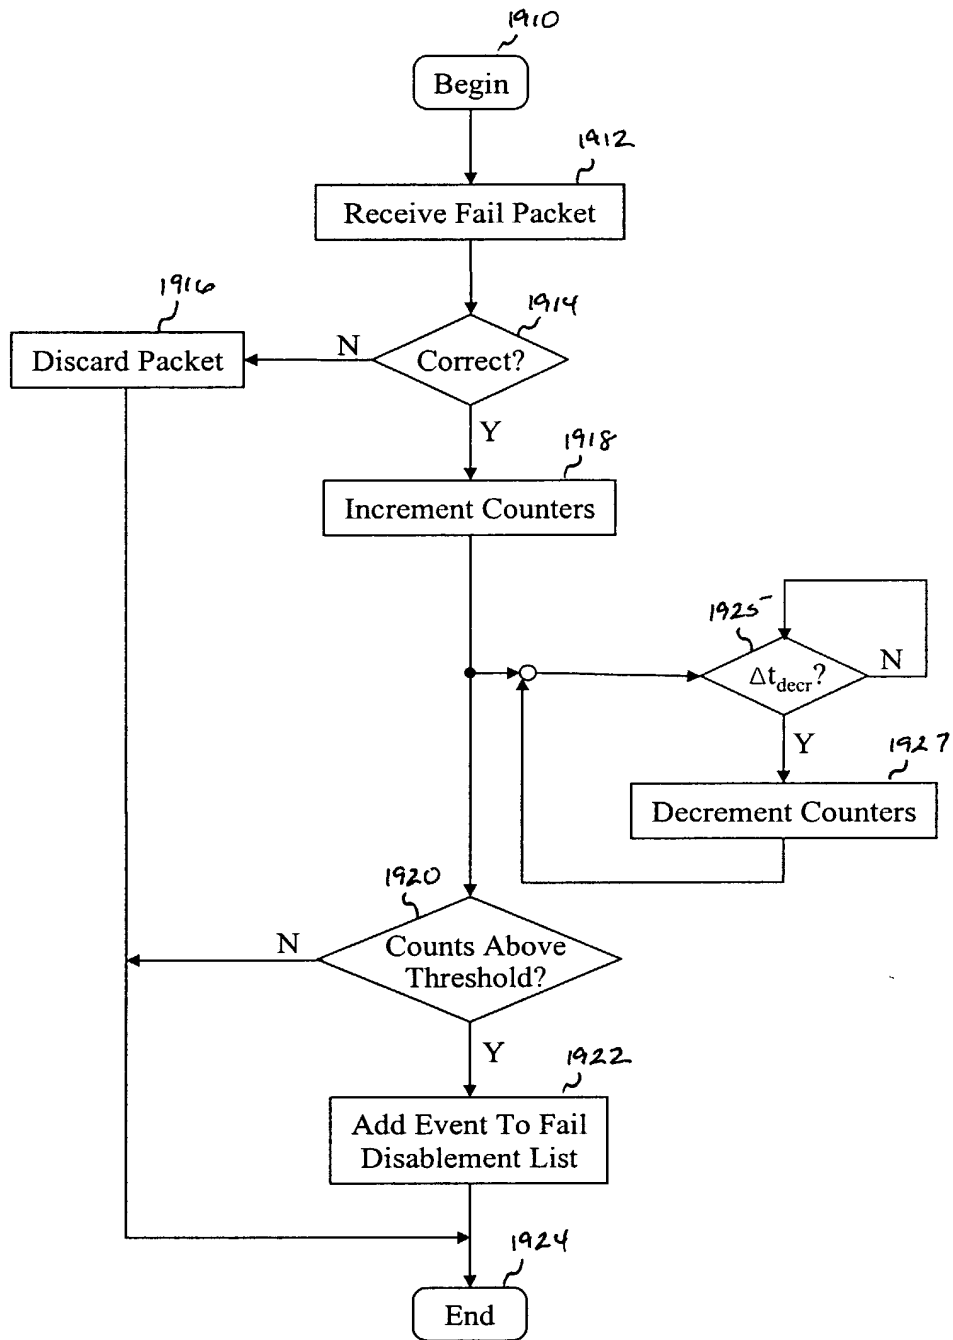 1910
Begin
1912
Receive Fail Packet
1916
1914
Discard Packet
N
Correct?
Y
1918
Increment Counters
1925
Δt_decr?
N
Y
1927
Decrement Counters
1920
N
Counts Above
Threshold?
Y
1922
Add Event To Fail
Disablement List
1924
End